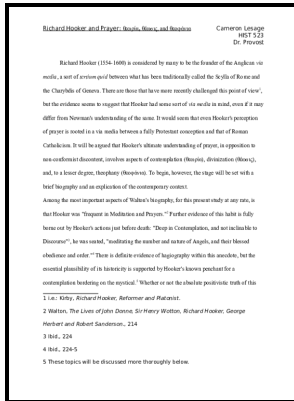 Richard Hooker and Prayer: Θεωρία, Θέωσις, and Θεοφάνεια
Cameron Lesage
HIST 523
Dr. Provost
Richard Hooker (1554-1600) is considered by many to be the founder of the Anglican via
media, a sort of tertium quid between what has been traditionally called the Scylla of Rome and
the Charybdis of Geneva. There are those that have more recently challenged this point of view¹,
but the evidence seems to suggest that Hooker had some sort of via media in mind, even if it may
differ from Newman's understanding of the same. It would seem that even Hooker's perception
of prayer is rooted in a via media between a fully Protestant conception and that of Roman
Catholicism. It will be argued that Hooker's ultimate understanding of prayer, in opposition to
non-conformist discontent, involves aspects of contemplation (θεωρία), divinization (θέωσις),
and, to a lesser degree, theophany (θεοφάνεια). To begin, however, the stage will be set with a
brief biography and an explication of the contemporary context.
Among the most important aspects of Walton's biography, for this present study at any rate, is
that Hooker was "frequent in Meditation and Prayers."² Further evidence of this habit is fully
borne out by Hooker's actions just before death: "Deep in Contemplation, and not inclinable to
Discourse"³, he was seated, "meditating the number and nature of Angels, and their blessed
obedience and order."⁴ There is definite evidence of hagiography within this anecdote, but the
essential plausibility of its historicity is supported by Hooker's known penchant for a
contemplation bordering on the mystical.⁵ Whether or not the absolute positivistic truth of this
1 i.e.: Kirby, Richard Hooker, Reformer and Platonist.
2 Walton, The Lives of John Donne, Sir Henry Wotton, Richard Hooker, George
Herbert and Robert Sanderson., 214
3 Ibid., 224
4 Ibid., 224-5
5 These topics will be discussed more thoroughly below.